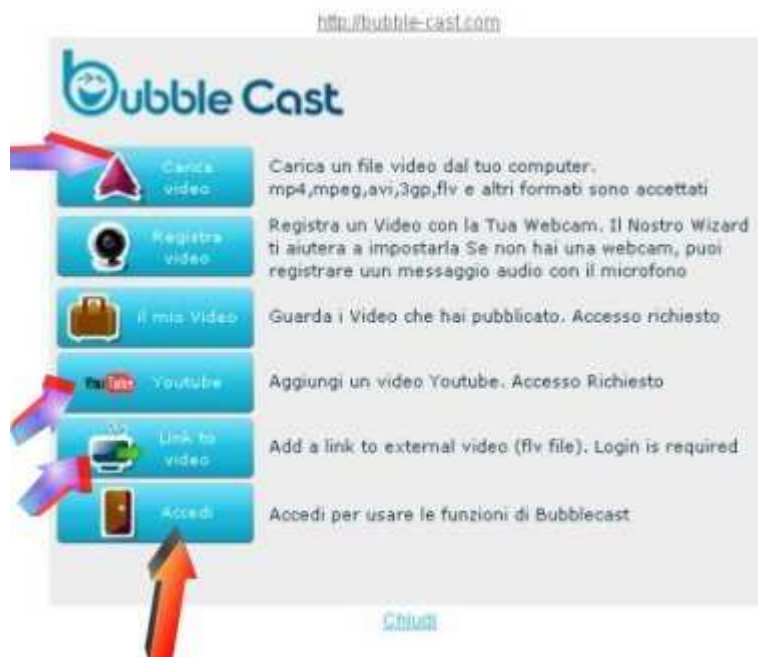 http://bubble-cast.com
bubble Cast
Carica
video
Carica un file video dal tuo computer.
mp4,mpeg,avi,3gp,flv e altri formati sono accettati
Registra
video
Registra un Video con la Tua Webcam. Il Nostro Wizard
ti aiutera a impostarla Se non hai una webcam, puoi
registrare uun messaggio audio con il microfono
il mio Video
Guarda i Video che hai pubblicato. Accesso richiesto
YouTube Youtube
Aggiungi un video Youtube. Accesso Richiesto
Link to
video
Add a link to external video (flv file). Login is required
Accedi
Accedi per usare le funzioni di Bubblecast
Chiudi